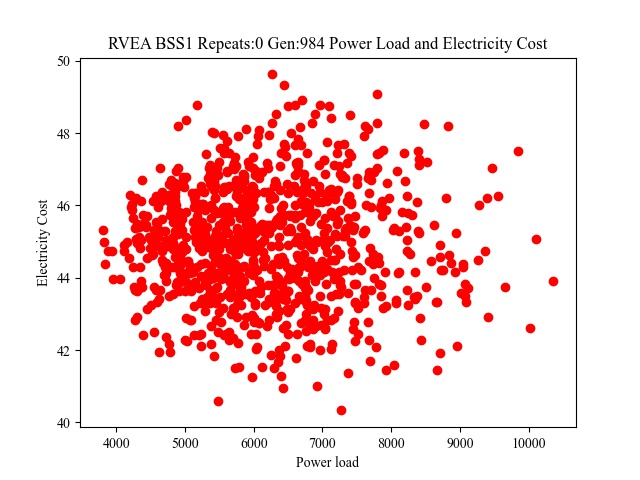 RVEA BSS1 Repeats:0 Gen:984 Power Load and Electricity Cost
50
48
46
44
42
40
Electricity Cost
4000 5000 6000 7000 8000 9000 10000
Power load